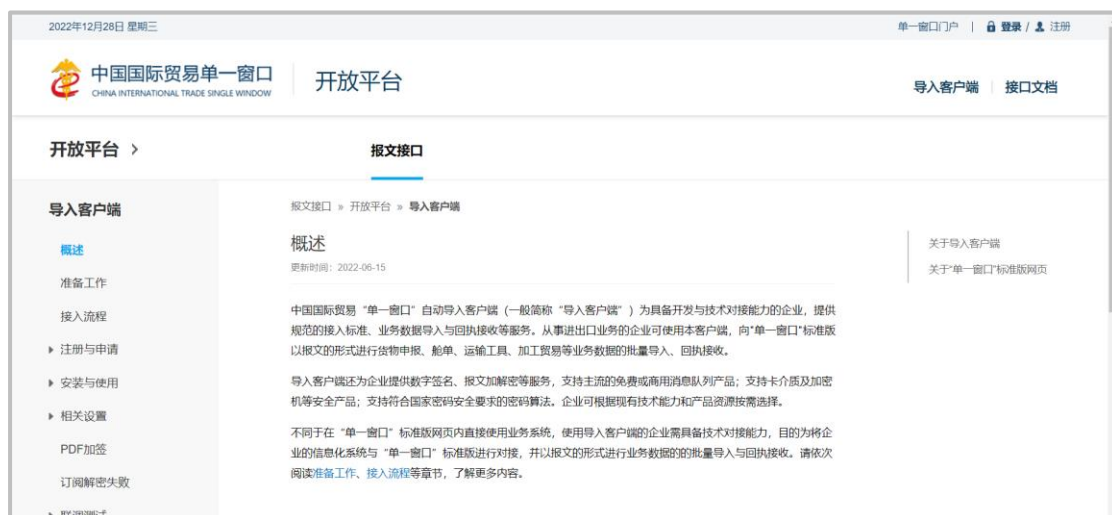 2022年12月28日 星期三
单一窗口门户 | 登录 / 注册
中国国际贸易单一窗口
CHINA INTERNATIONAL TRADE SINGLE WINDOW
开放平台
导入客户端 接口文档
开放平台 >
报文接口
导入客户端
概述
准备工作
接入流程
注册与申请
安装与使用
相关设置
PDF加签
订阅解密失败
联调测试
报文接口 » 开放平台 » 导入客户端
概述
更新时间：2022-06-15
中国国际贸易“单一窗口”自动导入客户端（一般简称“导入客户端”）为具备开发与技术对接能力的企业，提供
规范的接入标准、业务数据导入与回执接收等服务。从事进出口业务的企业可使用本客户端，向“单一窗口”标准版
以报文的形式进行货物申报、舱单、运输工具、加工贸易等业务数据的批量导入、回执接收。
导入客户端还为企业提供数字签名、报文加解密等服务，支持主流的免费或商用消息队列产品；支持卡介质及加密
机等安全产品；支持符合国家密码安全要求的密码算法。企业可根据现有技术能力和产品资源按需选择。
不同于在“单一窗口”标准版网页内直接使用业务系统，使用导入客户端的企业需具备技术对接能力，目的为将企
业的信息化系统与“单一窗口”标准版进行对接，并以报文的形式进行业务数据的的批量导入与回执接收。请依次
阅读准备工作、接入流程等章节，了解更多内容。
关于导入客户端
关于“单一窗口”标准版网页